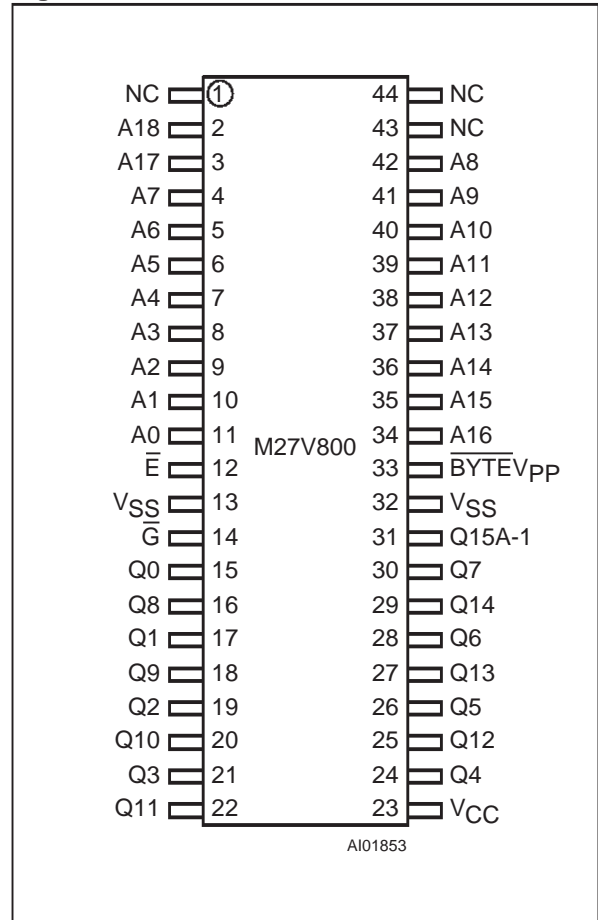 NC 1 44 NC
A18 2 43 NC
A17 3 42 A8
A7 4 41 A9
A6 5 40 A10
A5 6 39 A11
A4 7 38 A12
A3 8 37 A13
A2 9 36 A14
A1 10 35 A15
A0 11 M27V800 34 A16
E̅ 12 33 B̅Y̅T̅E̅VPP
VSS 13 32 VSS
G̅ 14 31 Q15A-1
Q0 15 30 Q7
Q8 16 29 Q14
Q1 17 28 Q6
Q9 18 27 Q13
Q2 19 26 Q5
Q10 20 25 Q12
Q3 21 24 Q4
Q11 22 23 VCC
AI01853